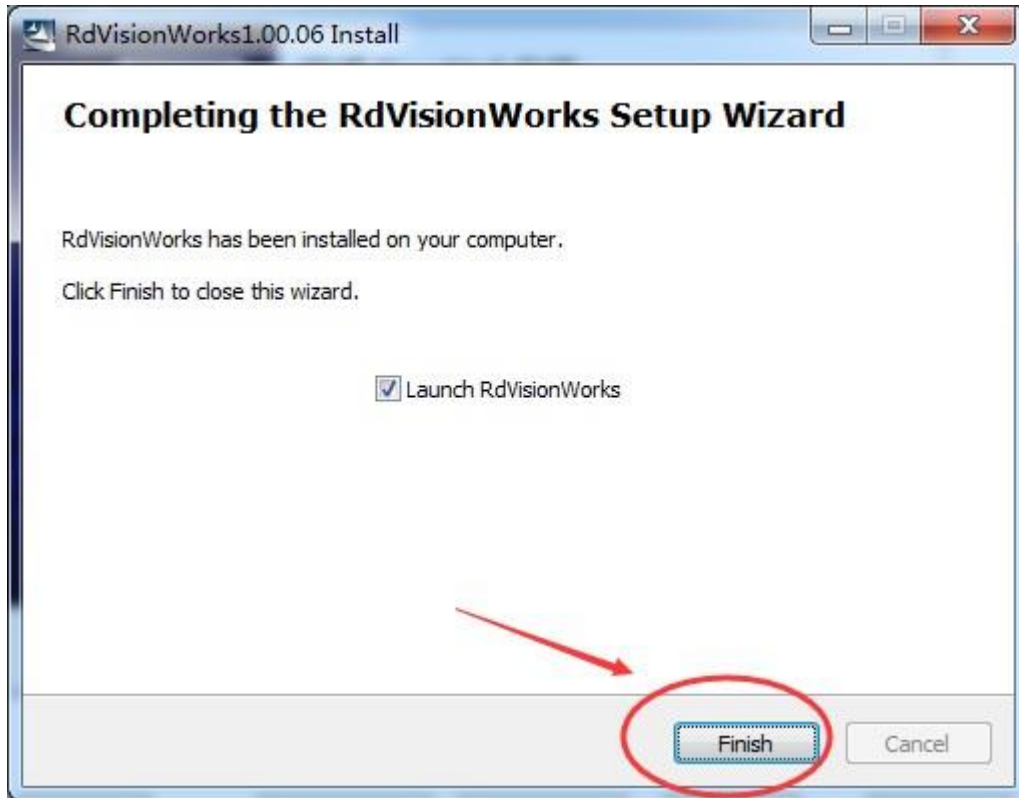 RdVisionWorks1.00.06 Install
Completing the RdVisionWorks Setup Wizard
RdVisionWorks has been installed on your computer.
Click Finish to close this wizard.
Launch RdVisionWorks
Finish
Cancel